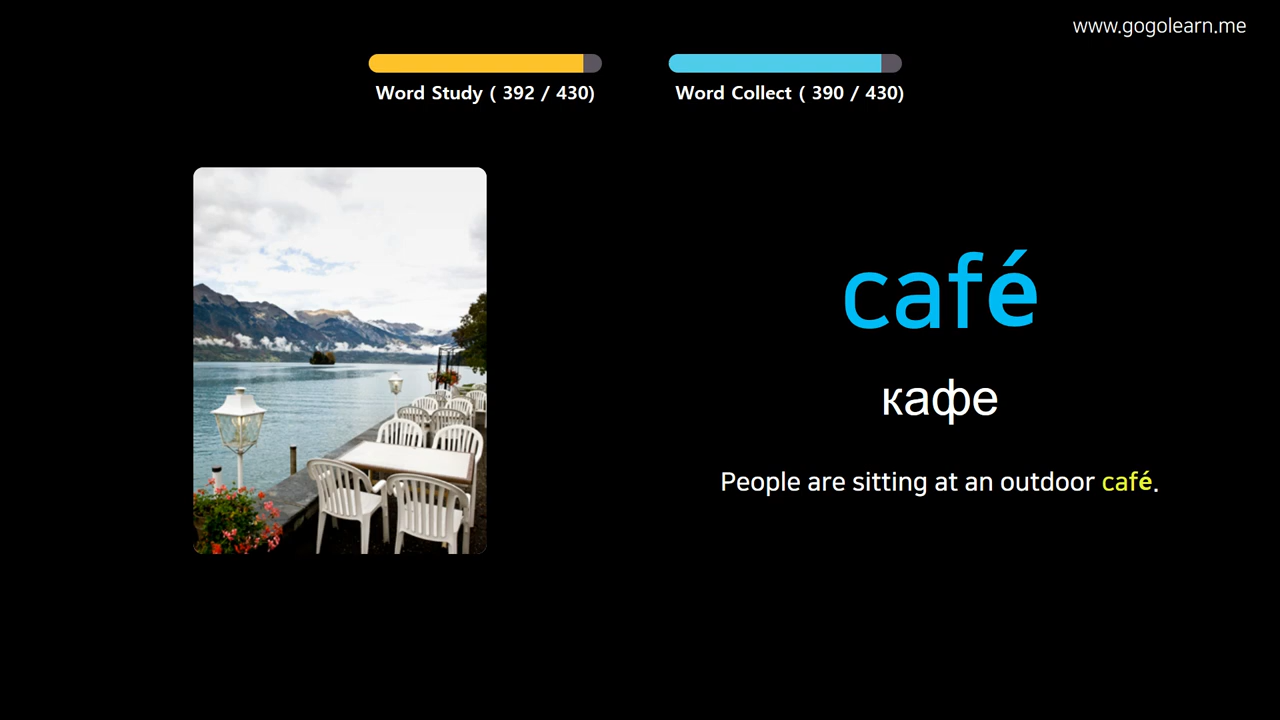 www.gogolearn.me
Word Study ( 392 / 430)
Word Collect ( 390 / 430)
café
кафе
People are sitting at an outdoor café.